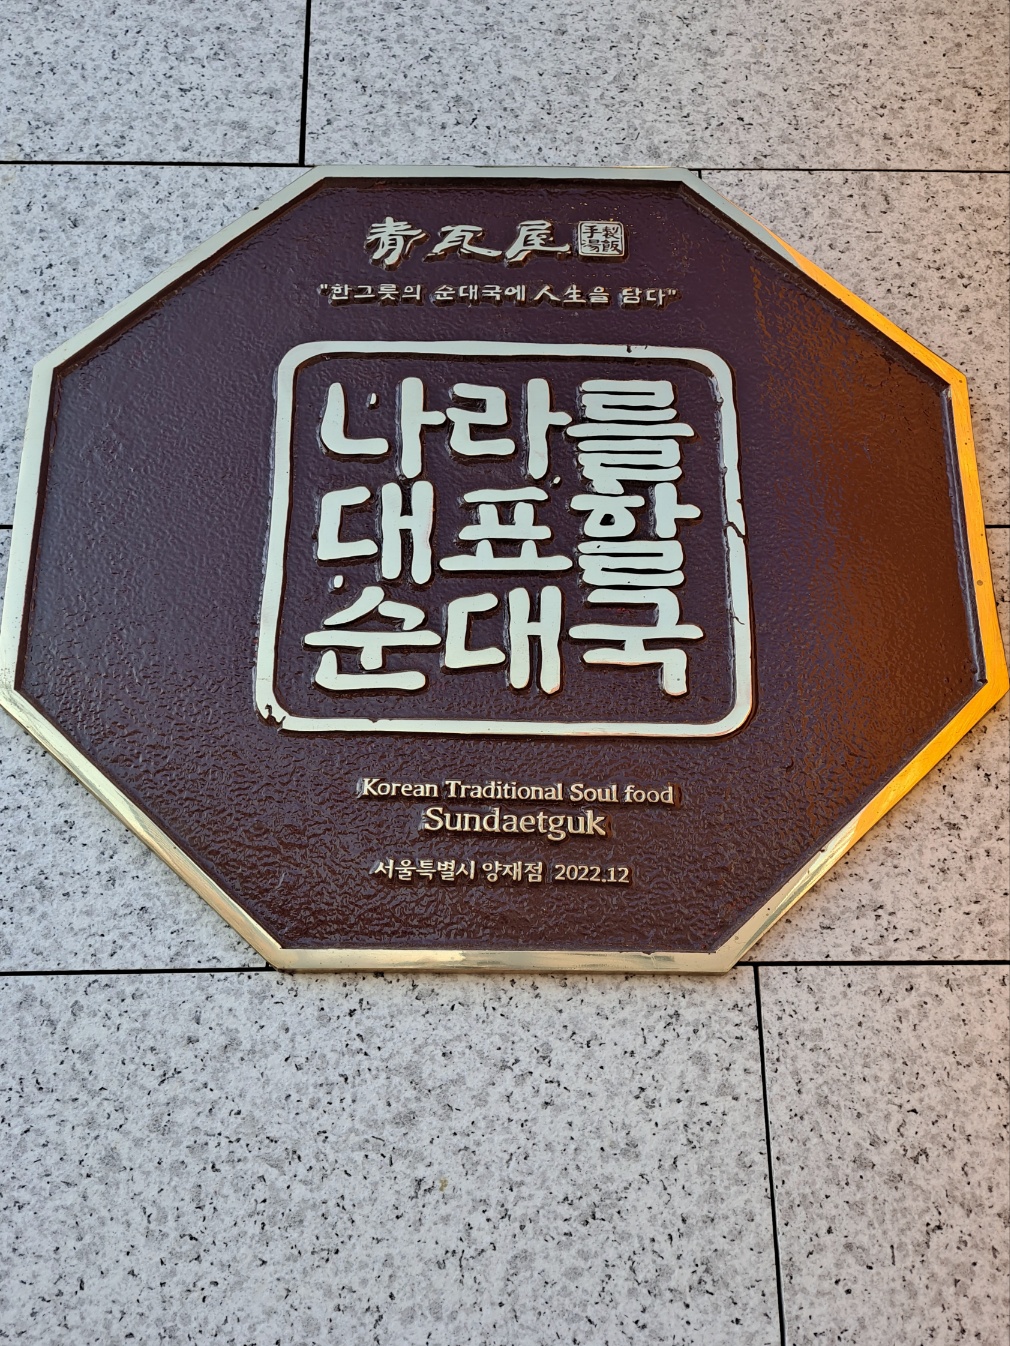 靑瓦屋 手製湯飯
"한그릇의 순대국에 人生을 담다"
나라를
대표할
순대국
Korean Traditional Soul food
Sundaetguk
서울특별시 양재점 2022.12